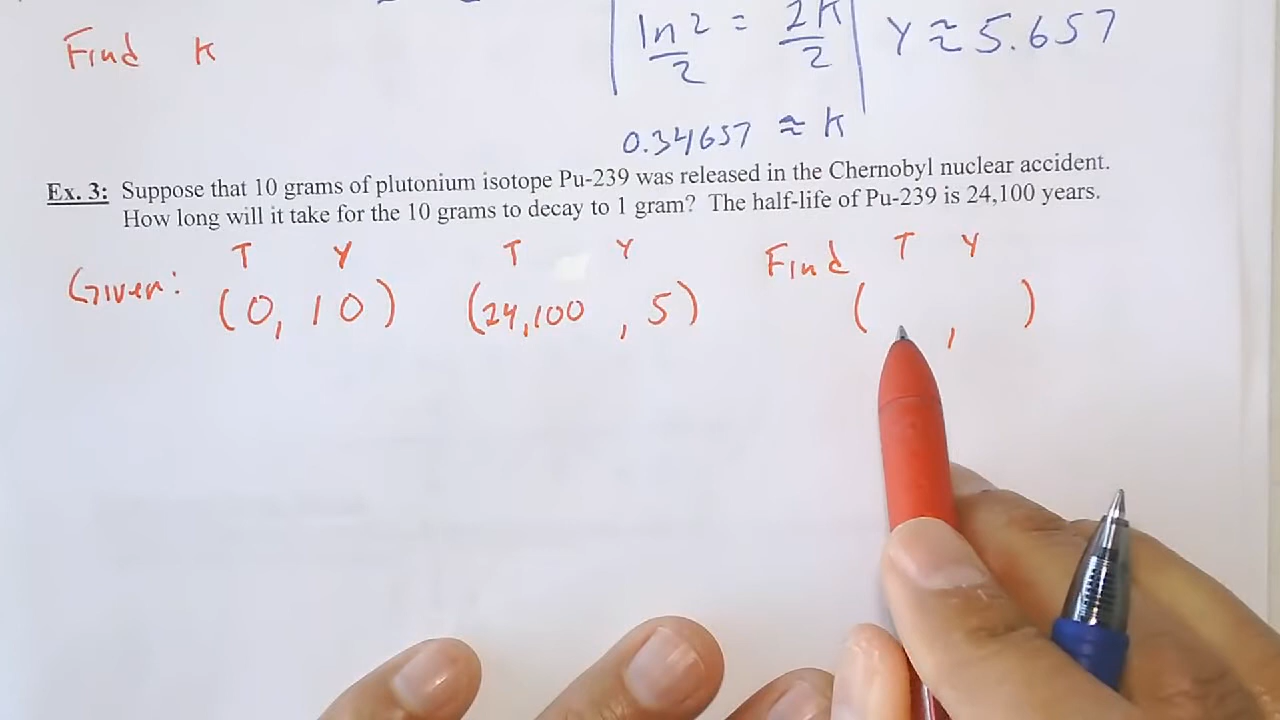 Find K
ln 2 / 2 = 2K / 2
Y ≈ 5.657
0.34657 ≈ K
Ex. 3: Suppose that 10 grams of plutonium isotope Pu-239 was released in the Chernobyl nuclear accident.
How long will it take for the 10 grams to decay to 1 gram? The half-life of Pu-239 is 24,100 years.
T Y T Y Find T Y
Given: (0, 10) (24,100 , 5) ( , )